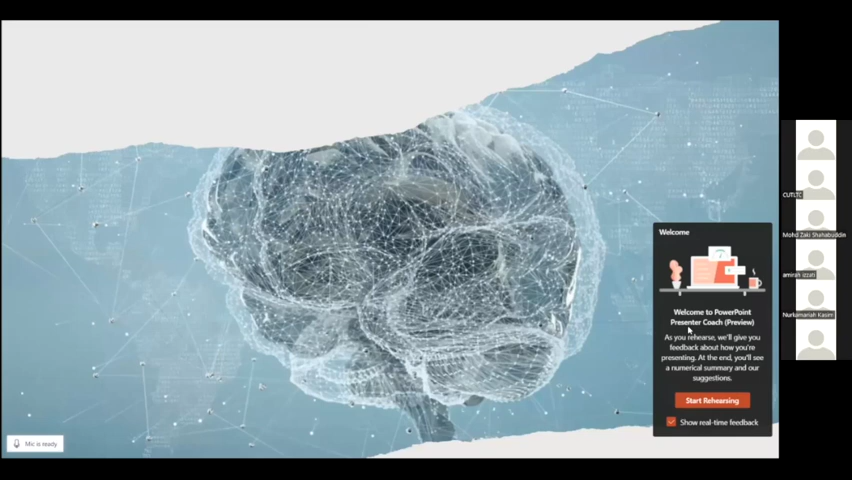 Welcome
Welcome to PowerPoint
Presenter Coach (Preview)
As you rehearse, we'll give you
feedback about how you're
presenting. At the end, you'll see
a numerical summary and our
suggestions.
Start Rehearsing
Show real-time feedback
Mic is ready
CUTLTC
Mohd Zaki Shahabuddin
amirah izzati
Nurkamariah Kasim